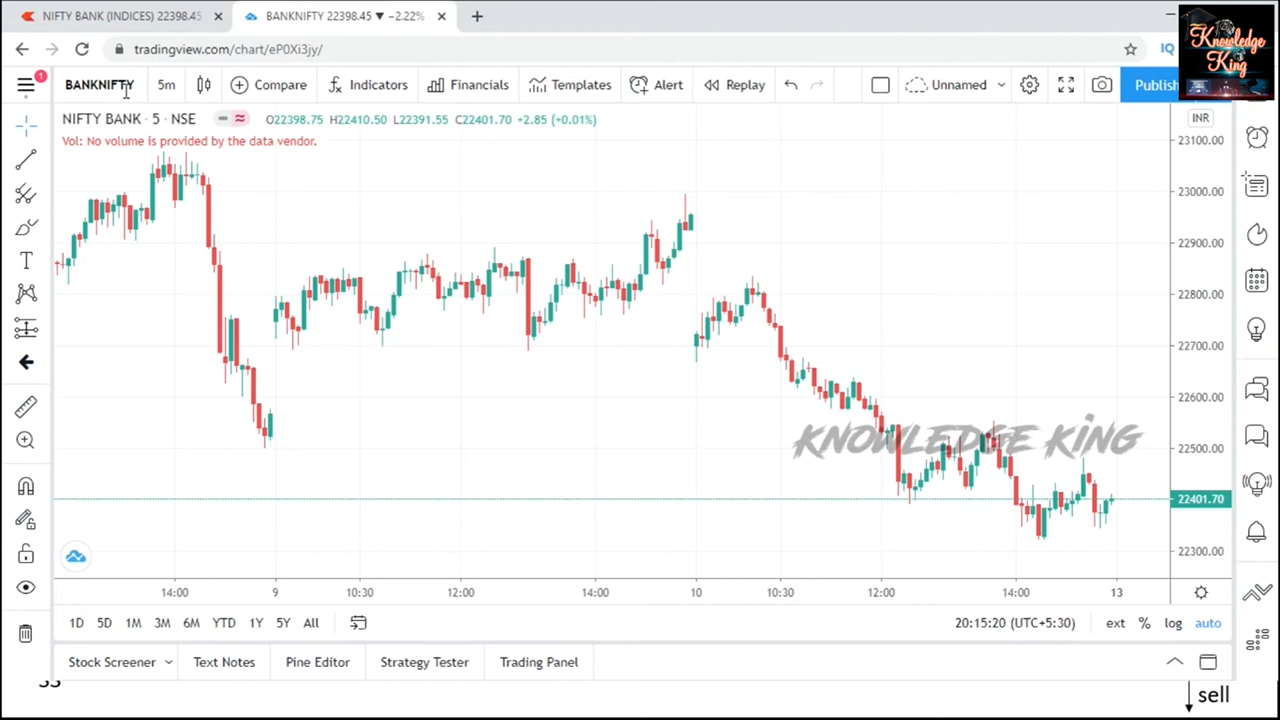 NIFTY BANK (INDICES) 22398.45
BANKNIFTY 22398.45 ▼ −2.22%
Knowledge King
tradingview.com/chart/eP0Xi3jy/
IQ
1
BANKNIFTY
5m
Compare
Indicators
Financials
Templates
Alert
Replay
Unnamed
Publish
NIFTY BANK · 5 · NSE
O22398.75 H22410.50 L22391.55 C22401.70 +2.85 (+0.01%)
INR
Vol: No volume is provided by the data vendor.
23100.00
23000.00
22900.00
22800.00
22700.00
22600.00
22500.00
KNOWLEDGE KING
22401.70
22300.00
14:00 9 10:30 12:00 14:00 10 10:30 12:00 14:00 13
1D 5D 1M 3M 6M YTD 1Y 5Y All
20:15:20 (UTC+5:30)
ext % log auto
Stock Screener
Text Notes
Pine Editor
Strategy Tester
Trading Panel
sell